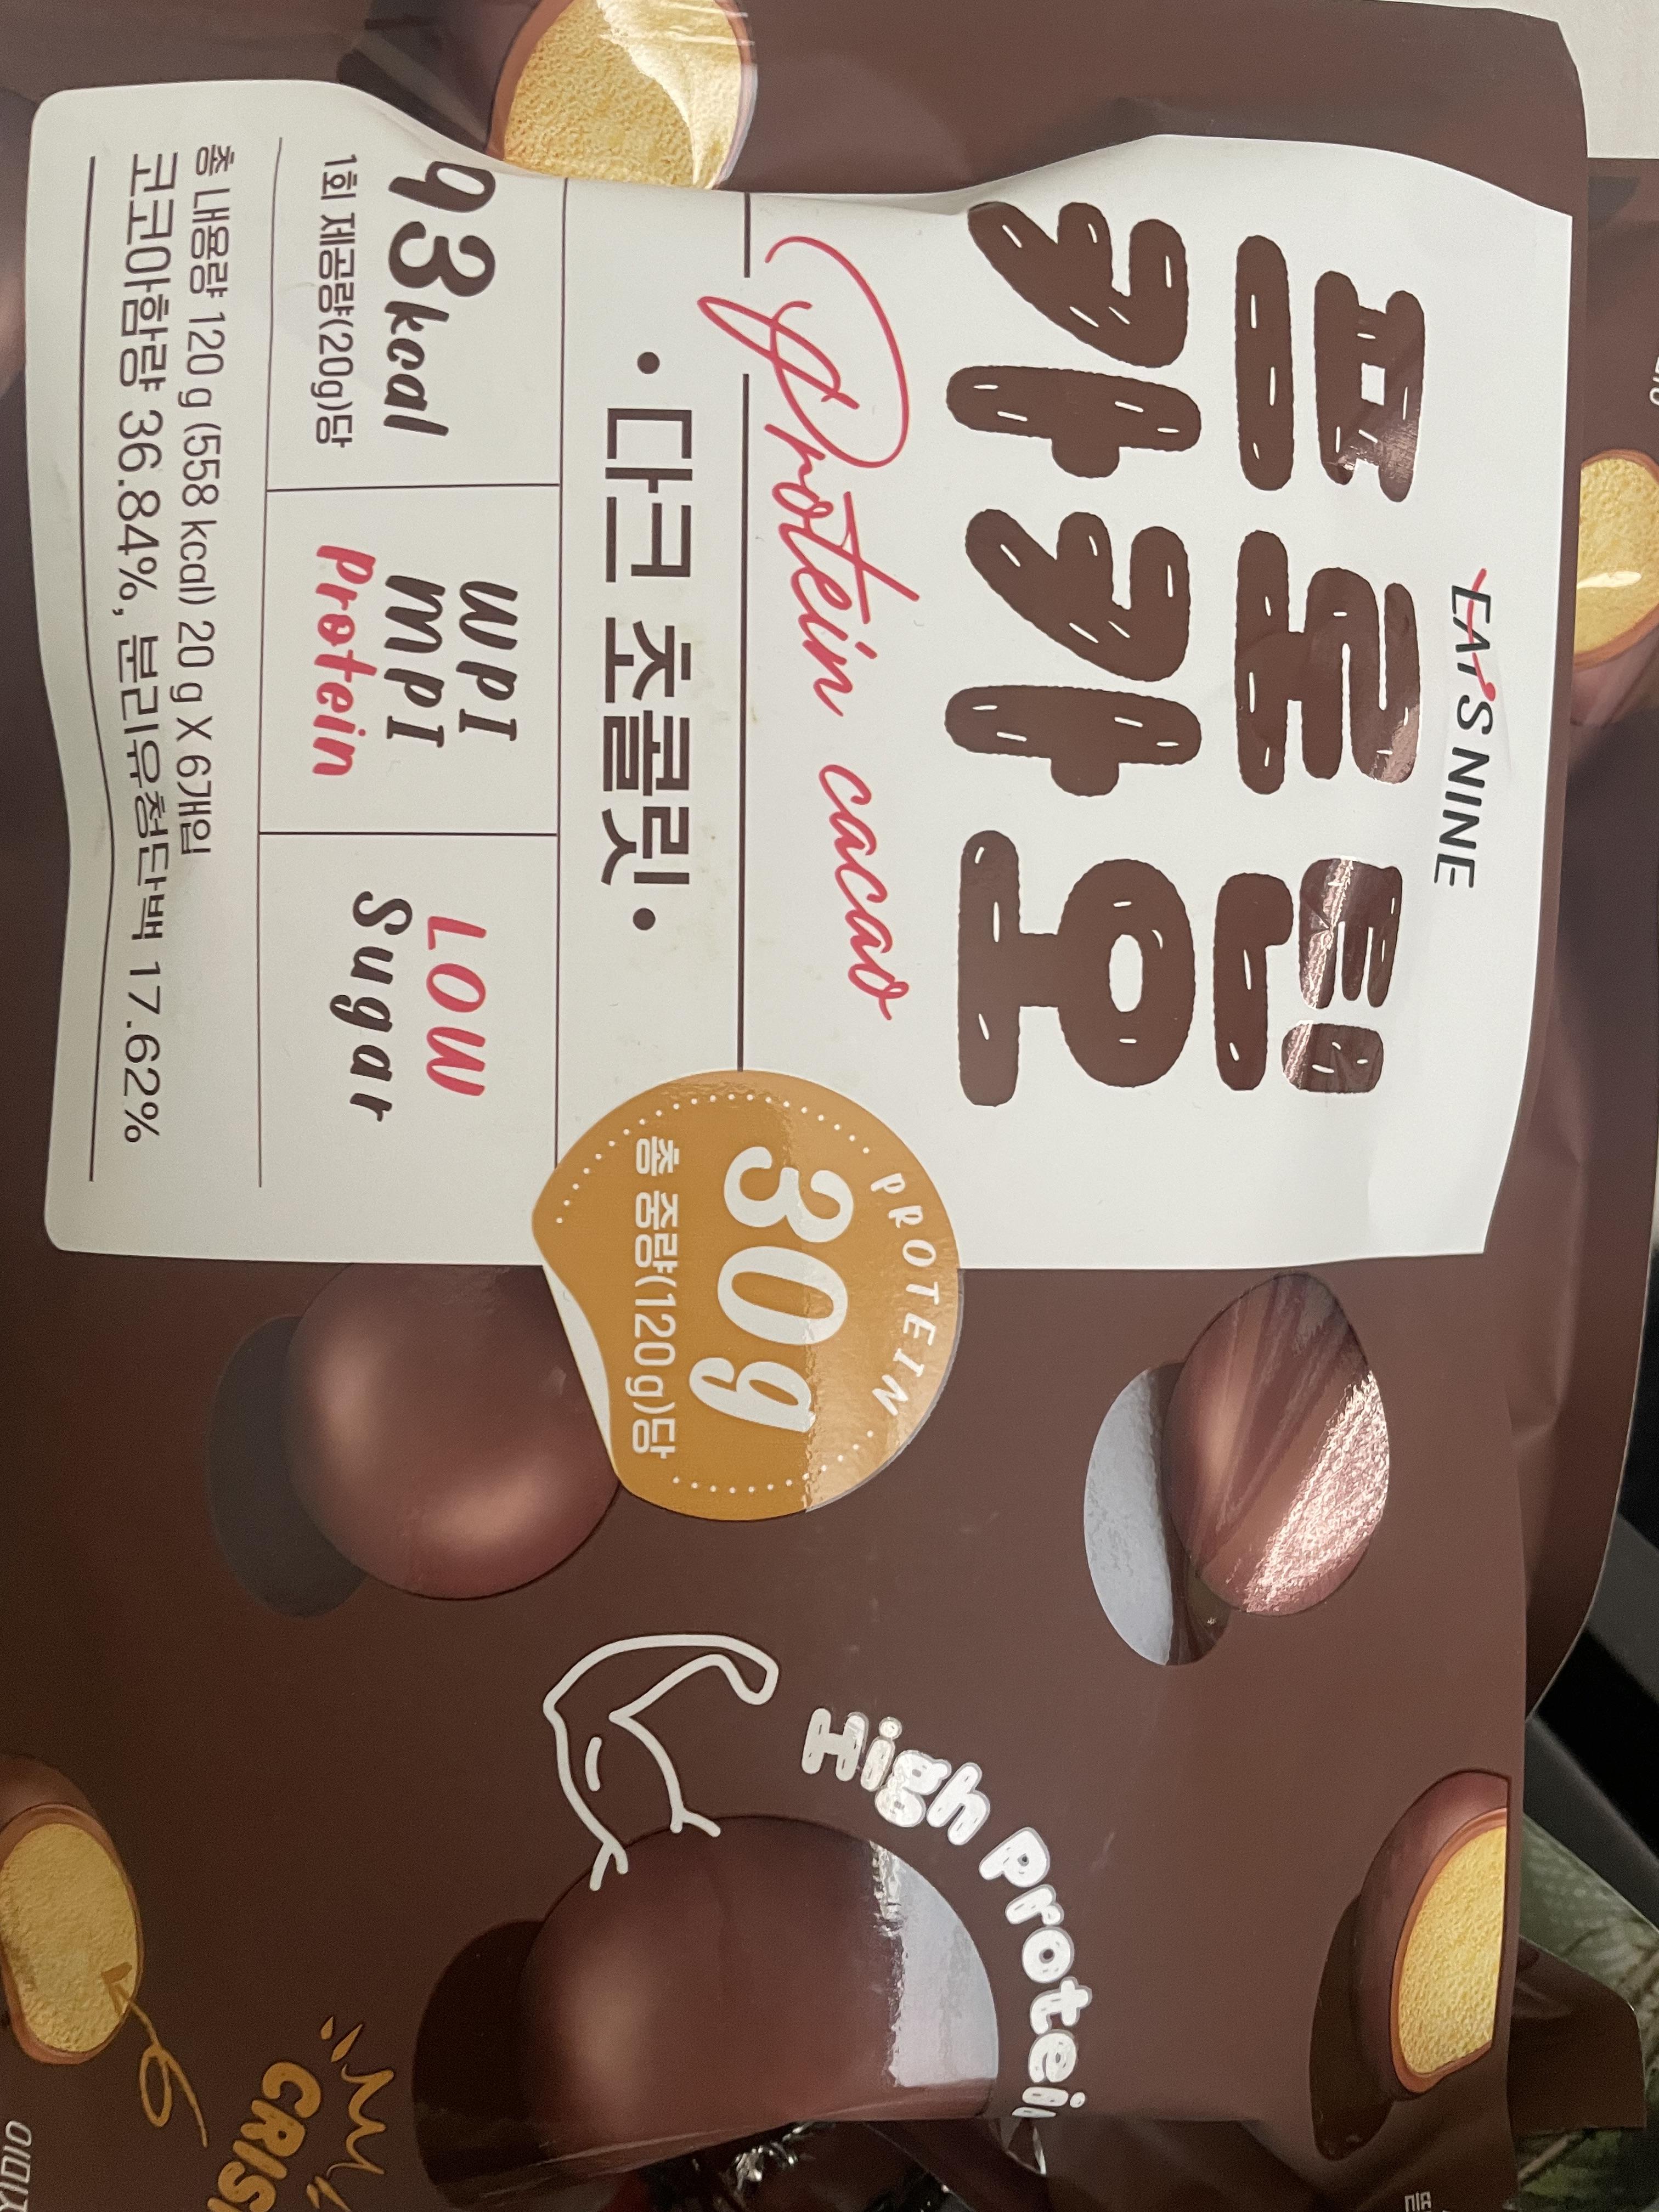 EAT'S NINE
프로틴
카카오
Protein cacao
• 다크 초콜릿 •
PROTEIN
30g
총 중량(120g)당
93kcal
1회 제공량(20g)당
WPI
MPI
Protein
LOW
Sugar
총 내용량 120 g (558 kcal) 20 g X 6개입
코코아함량 36.84%, 분리유청단백 17.62%
High Protein
CRIS